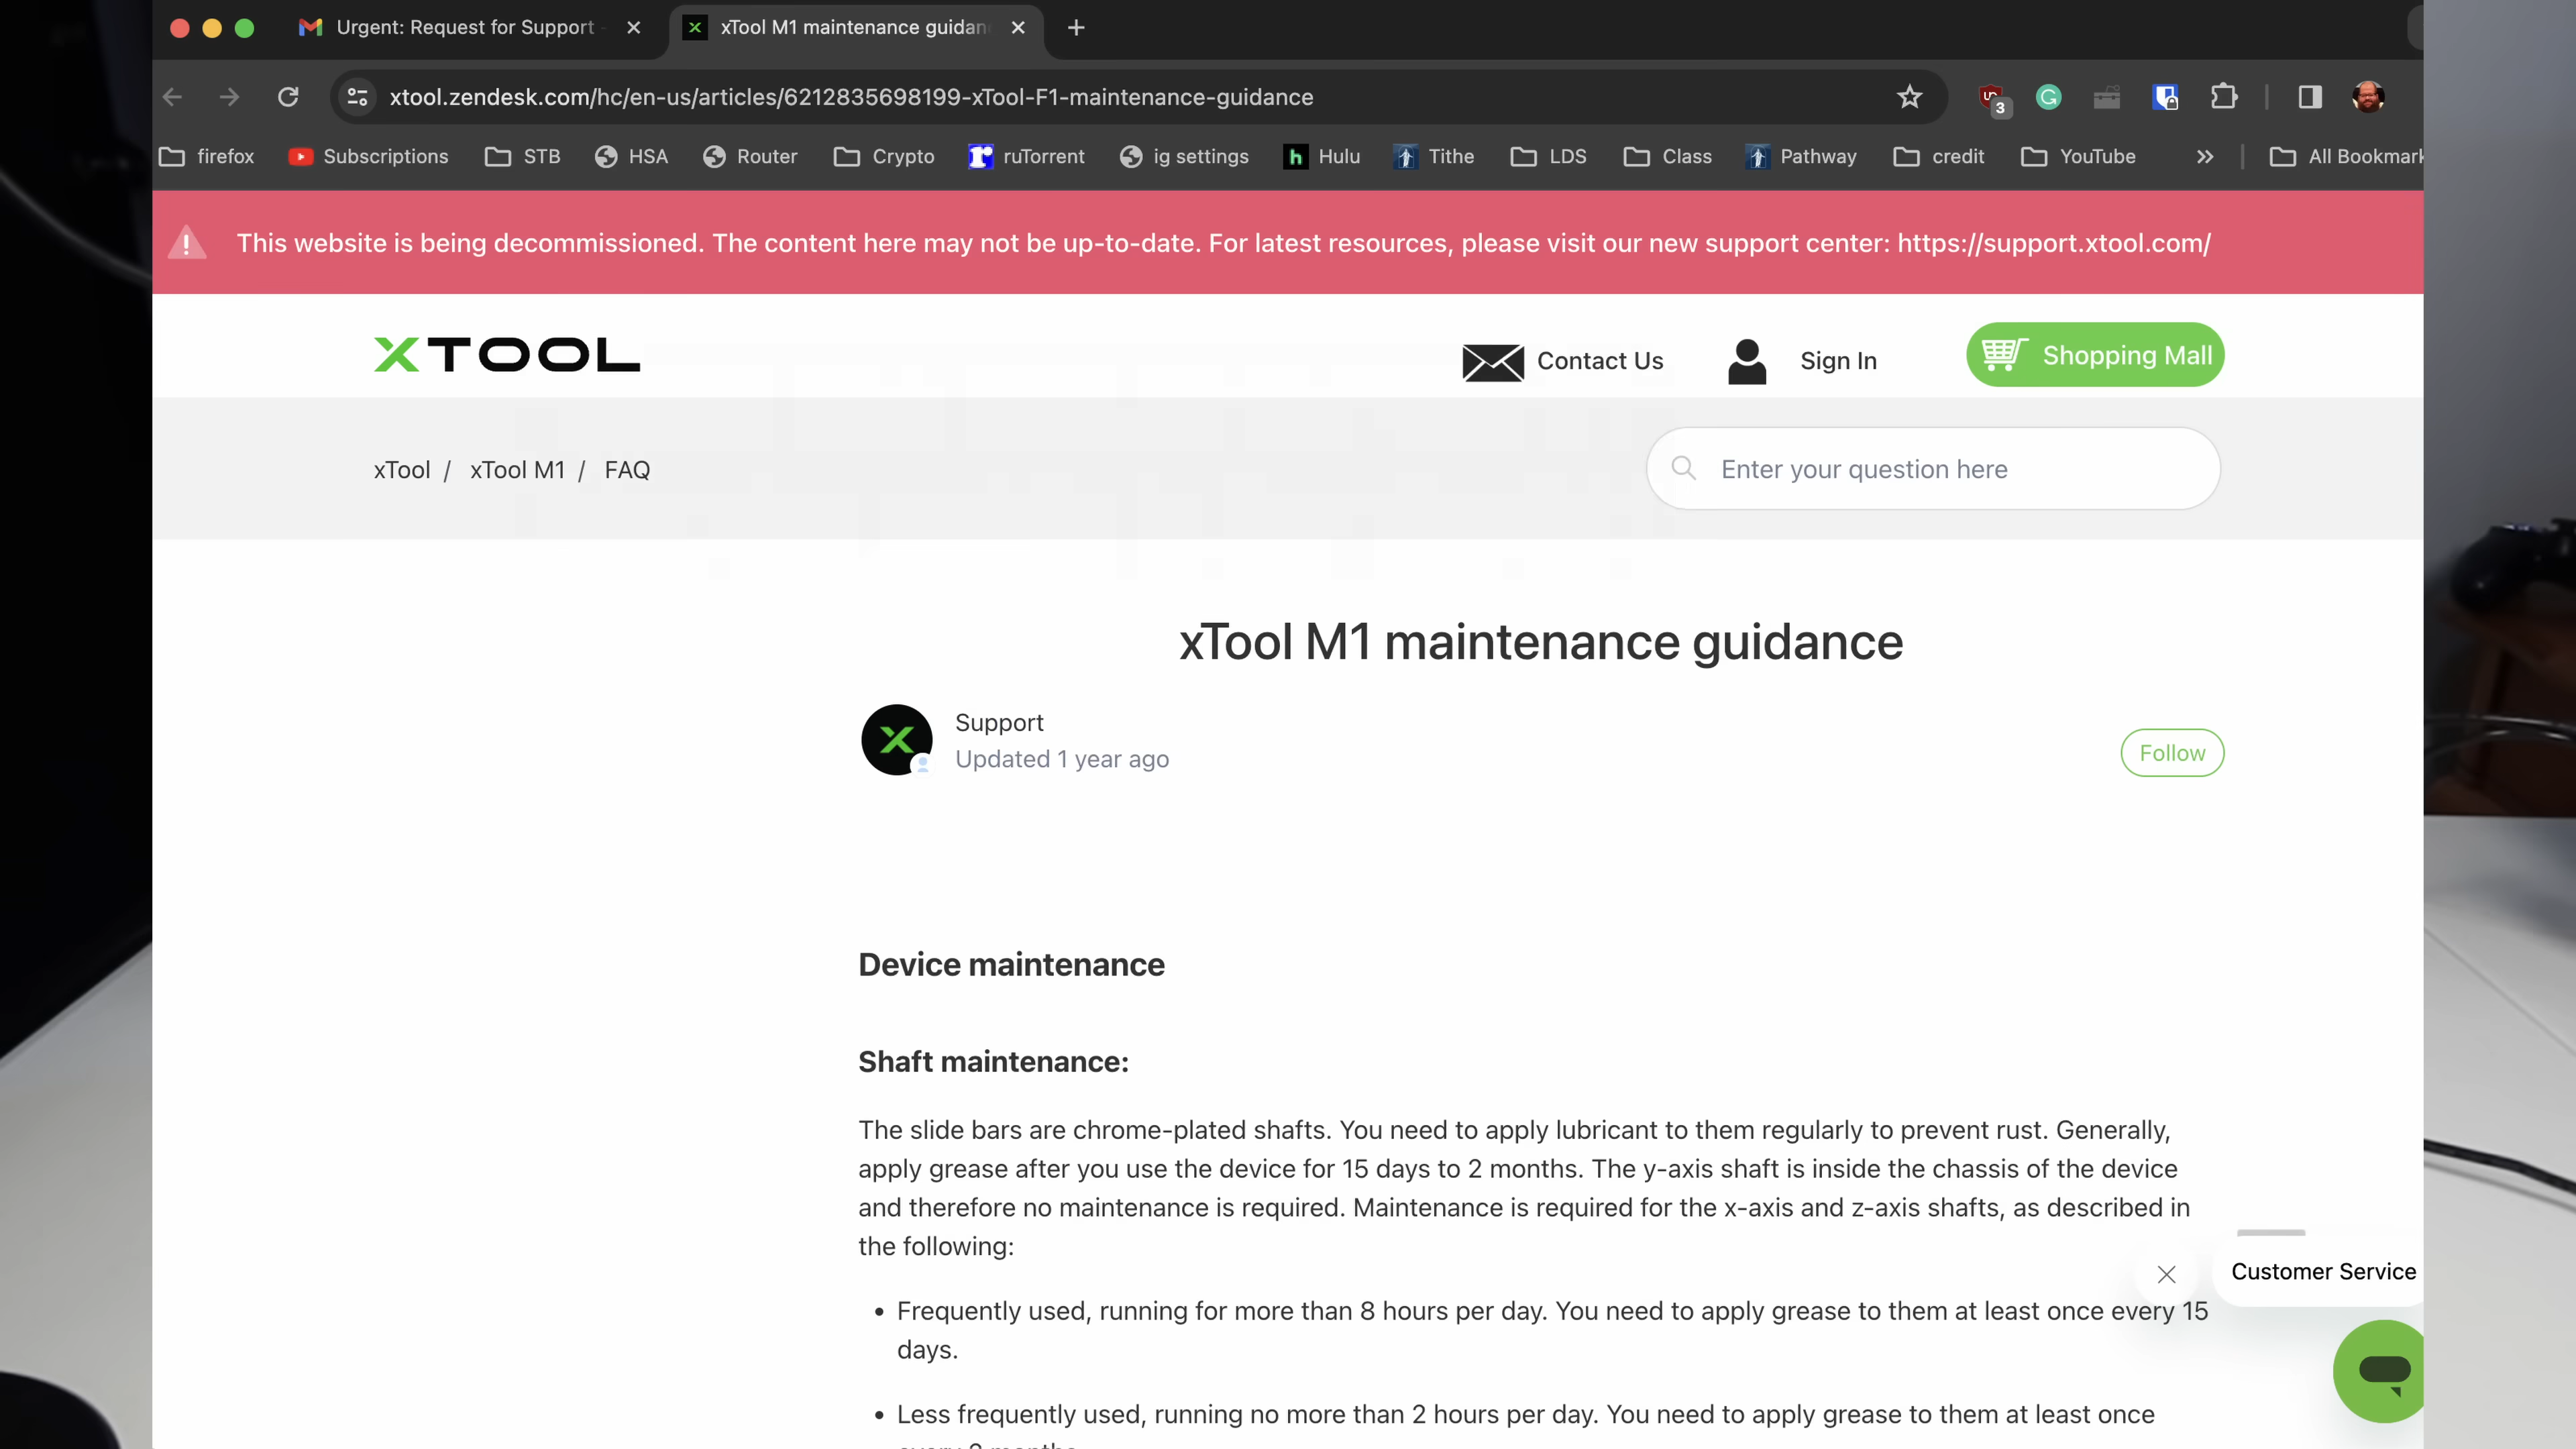 Urgent: Request for Support
xTool M1 maintenance guidan
xtool.zendesk.com/hc/en-us/articles/6212835698199-xTool-F1-maintenance-guidance
3
firefox Subscriptions STB HSA Router Crypto ruTorrent ig settings Hulu Tithe LDS Class Pathway credit YouTube All Bookmark
This website is being decommissioned. The content here may not be up-to-date. For latest resources, please visit our new support center: https://support.xtool.com/
XTOOL
Contact Us
Sign In
Shopping Mall
xTool / xTool M1 / FAQ
Enter your question here
xTool M1 maintenance guidance
Support
Updated 1 year ago
Follow
Device maintenance
Shaft maintenance:
The slide bars are chrome-plated shafts. You need to apply lubricant to them regularly to prevent rust. Generally,
apply grease after you use the device for 15 days to 2 months. The y-axis shaft is inside the chassis of the device
and therefore no maintenance is required. Maintenance is required for the x-axis and z-axis shafts, as described in
the following:
Customer Service
• Frequently used, running for more than 8 hours per day. You need to apply grease to them at least once every 15
days.
• Less frequently used, running no more than 2 hours per day. You need to apply grease to them at least once